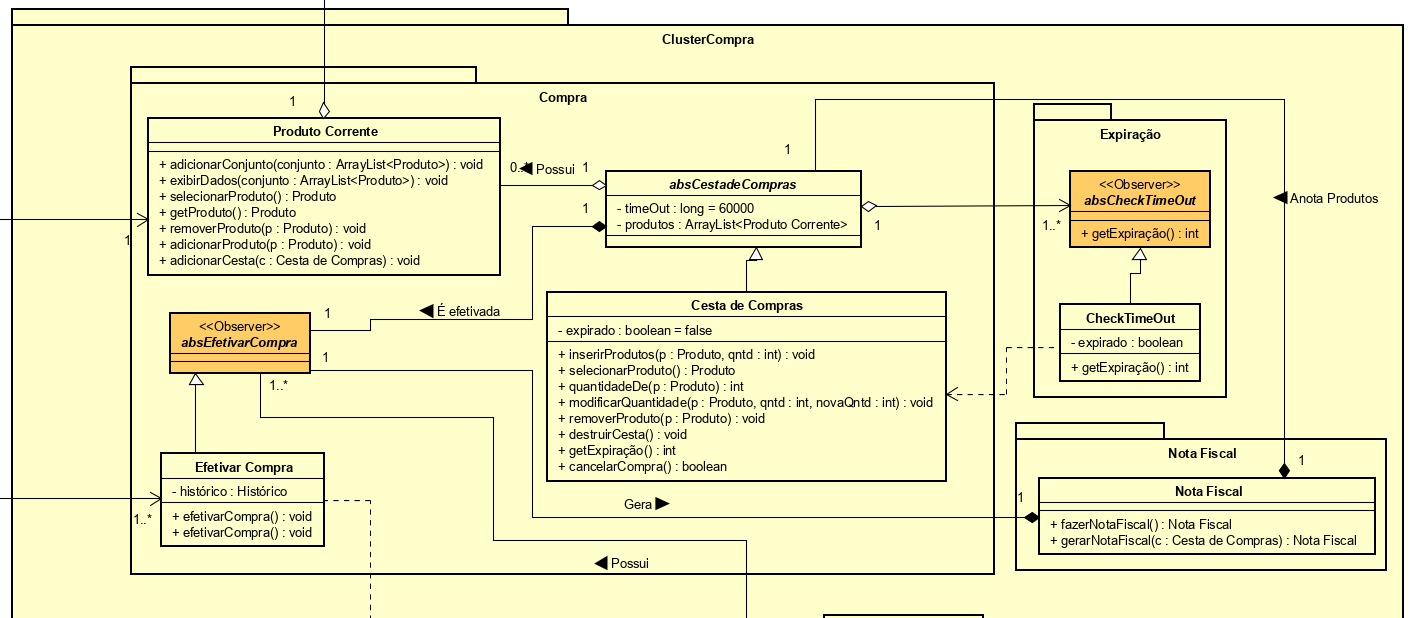 ClusterCompra
Compra
1
Produto Corrente
+ adicionarConjunto(conjunto : ArrayList<Produto>) : void
+ exibirDados(conjunto : ArrayList<Produto>) : void
+ selecionarProduto() : Produto
+ getProduto() : Produto
+ removerProduto(p : Produto) : void
+ adicionarProduto(p : Produto) : void
+ adicionarCesta(c : Cesta de Compras) : void
1
Possui
1
1
1
absCestadeCompras
- timeOut : long = 60000
- produtos : ArrayList<Produto Corrente>
1
1..*
Expiração
<<Observer>>
absCheckTimeOut
+ getExpiração() : int
CheckTimeOut
- expirado : boolean
+ getExpiração() : int
Anota Produtos
É efetivada
1
1
1..*
<<Observer>>
absEfetivarCompra
Cesta de Compras
- expirado : boolean = false
+ inserirProdutos(p : Produto, qntd : int) : void
+ selecionarProduto() : Produto
+ quantidadeDe(p : Produto) : int
+ modificarQuantidade(p : Produto, qntd : int, novaQntd : int) : void
+ removerProduto(p : Produto) : void
+ destruirCesta() : void
+ getExpiração() : int
+ cancelarCompra() : boolean
Efetivar Compra
- histórico : Histórico
+ efetivarCompra() : void
+ efetivarCompra() : void
1..*
Gera
Possui
Nota Fiscal
1
1
Nota Fiscal
+ fazerNotaFiscal() : Nota Fiscal
+ gerarNotaFiscal(c : Cesta de Compras) : Nota Fiscal